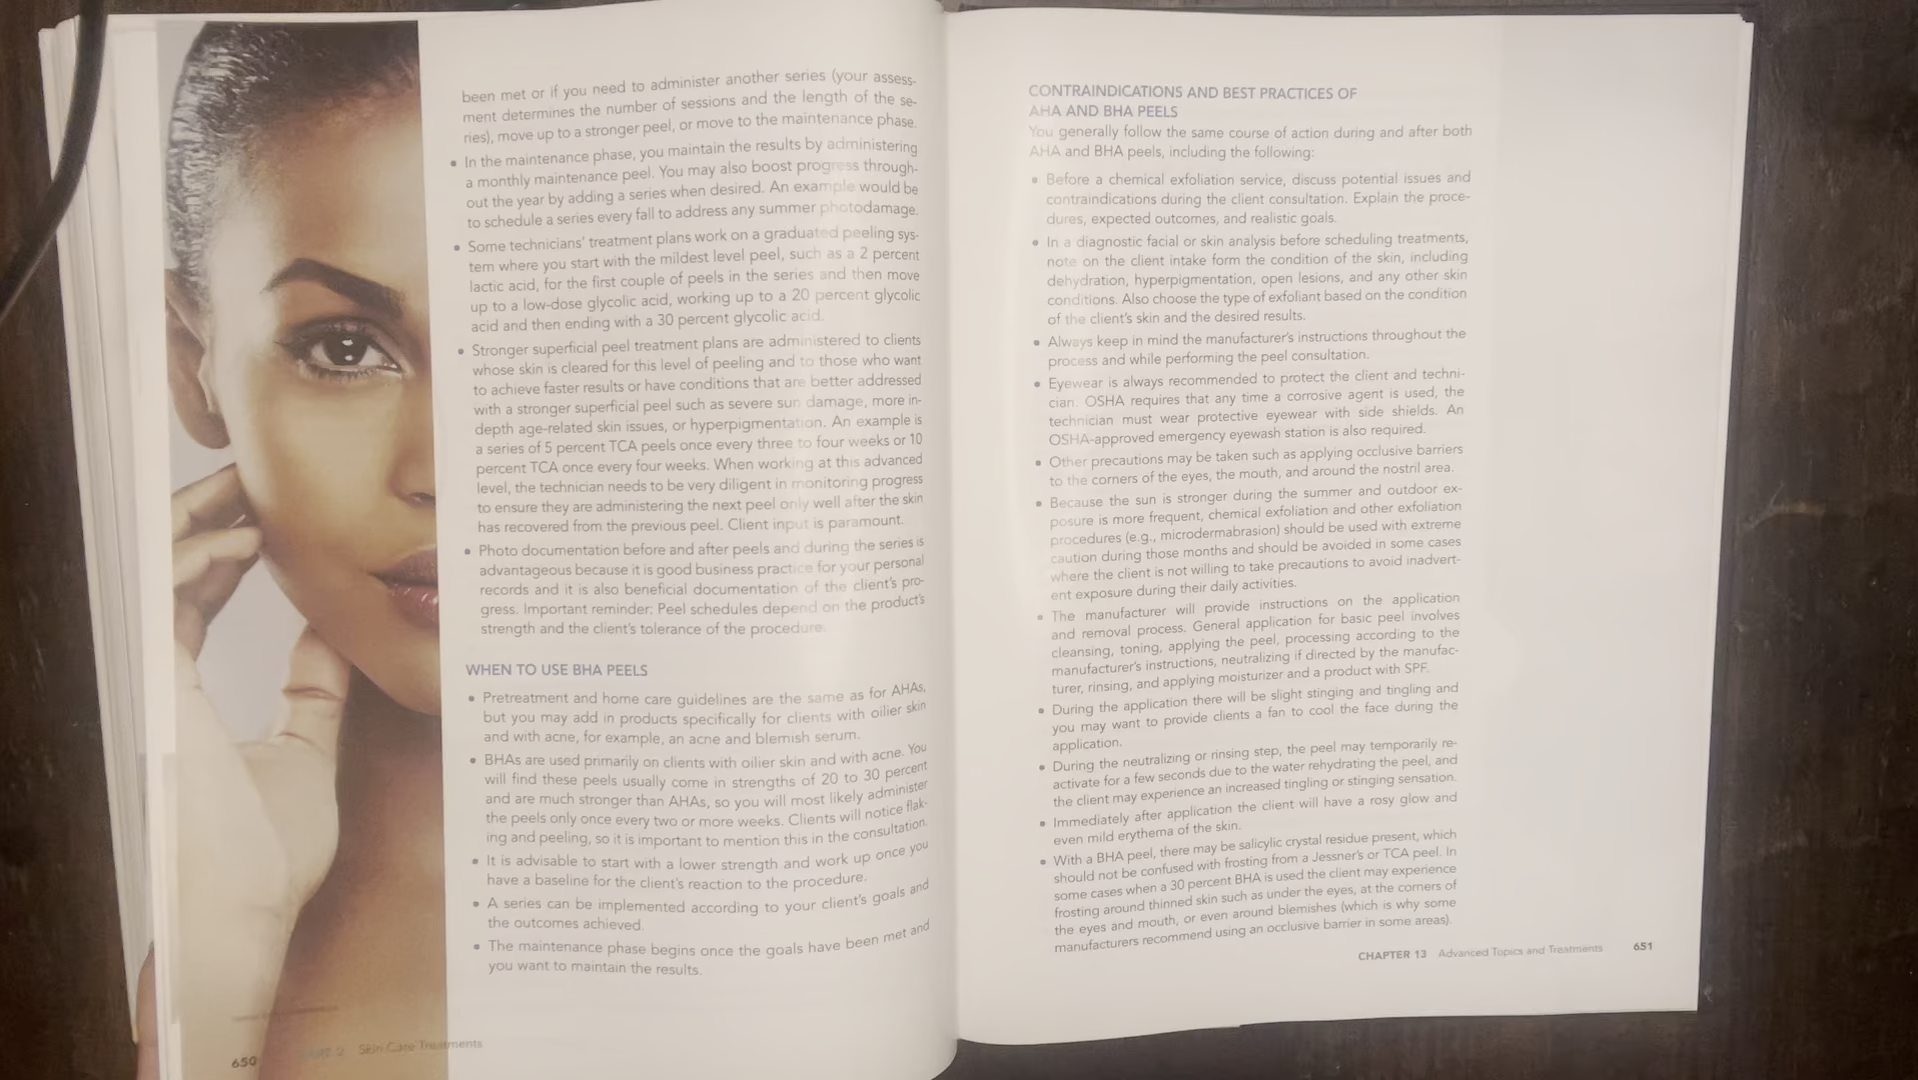 been met or if you need to administer another series (your assess-
ment determines the number of sessions and the length of the se-
ries), move up to a stronger peel, or move to the maintenance phase.
• In the maintenance phase, you maintain the results by administering
a monthly maintenance peel. You may also boost progress through-
out the year by adding a series when desired. An example would be
to schedule a series every fall to address any summer photodamage.
• Some technicians' treatment plans work on a graduated peeling sys-
tem where you start with the mildest level peel, such as a 2 percent
lactic acid, for the first couple of peels in the series and then move
up to a low-dose glycolic acid, working up to a 20 percent glycolic
acid and then ending with a 30 percent glycolic acid.
• Stronger superficial peel treatment plans are administered to clients
whose skin is cleared for this level of peeling and to those who want
to achieve faster results or have conditions that are better addressed
with a stronger superficial peel such as severe sun damage, more in-
depth age-related skin issues, or hyperpigmentation. An example is
a series of 5 percent TCA peels once every three to four weeks or 10
percent TCA once every four weeks. When working at this advanced
level, the technician needs to be very diligent in monitoring progress
to ensure they are administering the next peel only well after the skin
has recovered from the previous peel. Client input is paramount.
• Photo documentation before and after peels and during the series is
advantageous because it is good business practice for your personal
records and it is also beneficial documentation of the client's pro-
gress. Important reminder: Peel schedules depend on the product's
strength and the client's tolerance of the procedure.
WHEN TO USE BHA PEELS
• Pretreatment and home care guidelines are the same as for AHAs,
but you may add in products specifically for clients with oilier skin
and with acne, for example, an acne and blemish serum.
• BHAs are used primarily on clients with oilier skin and with acne. You
will find these peels usually come in strengths of 20 to 30 percent
and are much stronger than AHAs, so you will most likely administer
the peels only once every two or more weeks. Clients will notice flak-
ing and peeling, so it is important to mention this in the consultation.
• It is advisable to start with a lower strength and work up once you
have a baseline for the client's reaction to the procedure.
• A series can be implemented according to your client's goals and
the outcomes achieved.
• The maintenance phase begins once the goals have been met and
you want to maintain the results.
650 PART 2 Skin Care Treatments
CONTRAINDICATIONS AND BEST PRACTICES OF
AHA AND BHA PEELS
You generally follow the same course of action during and after both
AHA and BHA peels, including the following:
• Before a chemical exfoliation service, discuss potential issues and
contraindications during the client consultation. Explain the proce-
dures, expected outcomes, and realistic goals.
• In a diagnostic facial or skin analysis before scheduling treatments,
note on the client intake form the condition of the skin, including
dehydration, hyperpigmentation, open lesions, and any other skin
conditions. Also choose the type of exfoliant based on the condition
of the client's skin and the desired results.
• Always keep in mind the manufacturer's instructions throughout the
process and while performing the peel consultation.
• Eyewear is always recommended to protect the client and techni-
cian. OSHA requires that any time a corrosive agent is used, the
technician must wear protective eyewear with side shields. An
OSHA-approved emergency eyewash station is also required.
• Other precautions may be taken such as applying occlusive barriers
to the corners of the eyes, the mouth, and around the nostril area.
• Because the sun is stronger during the summer and outdoor ex-
posure is more frequent, chemical exfoliation and other exfoliation
procedures (e.g., microdermabrasion) should be used with extreme
caution during those months and should be avoided in some cases
where the client is not willing to take precautions to avoid inadvert-
ent exposure during their daily activities.
• The manufacturer will provide instructions on the application
and removal process. General application for basic peel involves
cleansing, toning, applying the peel, processing according to the
manufacturer's instructions, neutralizing if directed by the manufac-
turer, rinsing, and applying moisturizer and a product with SPF.
• During the application there will be slight stinging and tingling and
you may want to provide clients a fan to cool the face during the
application.
• During the neutralizing or rinsing step, the peel may temporarily re-
activate for a few seconds due to the water rehydrating the peel, and
the client may experience an increased tingling or stinging sensation.
• Immediately after application the client will have a rosy glow and
even mild erythema of the skin.
• With a BHA peel, there may be salicylic crystal residue present, which
should not be confused with frosting from a Jessner's or TCA peel. In
some cases when a 30 percent BHA is used the client may experience
frosting around thinned skin such as under the eyes, at the corners of
the eyes and mouth, or even around blemishes (which is why some
manufacturers recommend using an occlusive barrier in some areas).
CHAPTER 13 Advanced Topics and Treatments 651